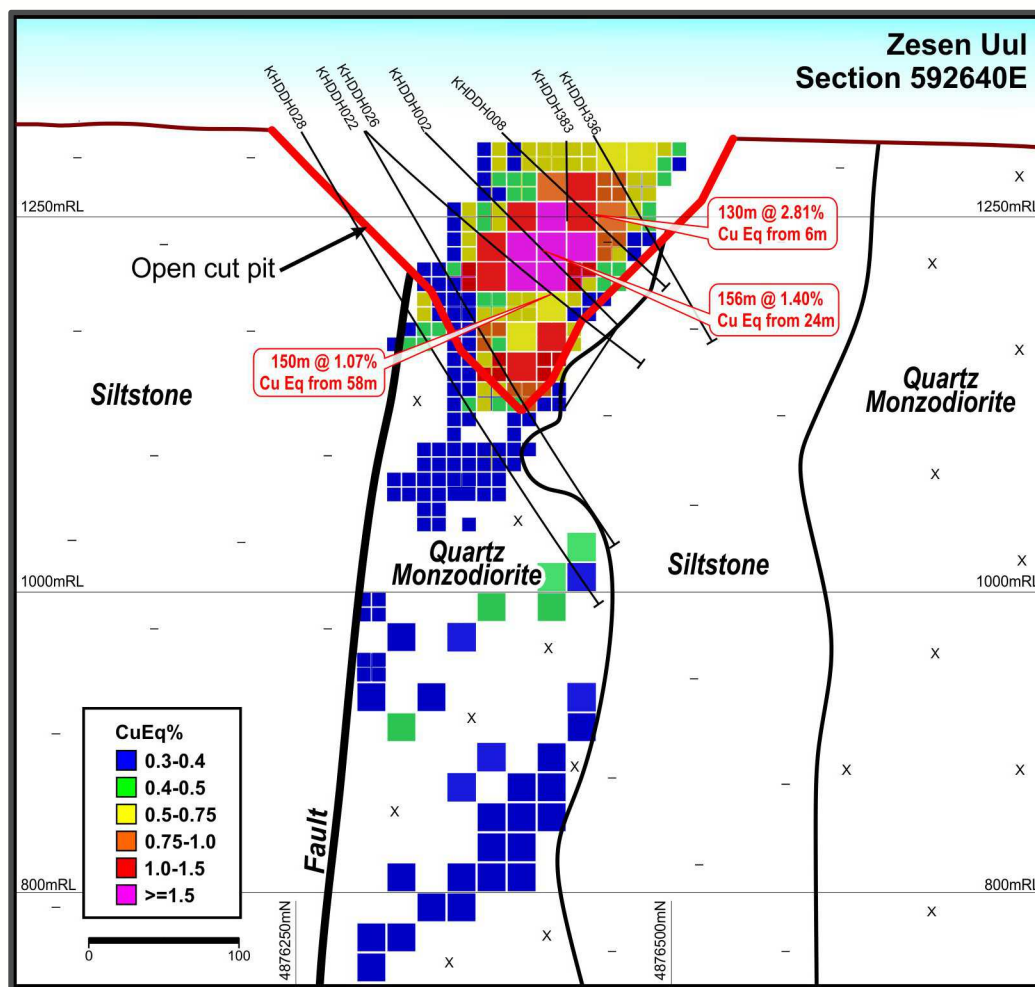 Zesen Uul
Section 592640E
KHDDH028
KHDDH022
KHDDH026
KHDDH002
KHDDH008
KHDDH383
KHDDH336
1250mRL
1250mRL
130m @ 2.81%
Cu Eq from 6m
Open cut pit
156m @ 1.40%
Cu Eq from 24m
150m @ 1.07%
Cu Eq from 58m
Siltstone
Quartz
Monzodiorite
Quartz
Monzodiorite
Siltstone
1000mRL
1000mRL
CuEq%
0.3-0.4
0.4-0.5
0.5-0.75
0.75-1.0
1.0-1.5
>=1.5
Fault
800mRL
800mRL
4876250mN
4876500mN
0
100